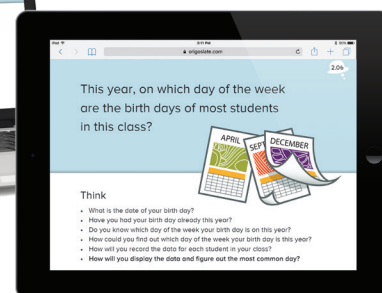 iPad
3:11 PM
90%
origoslate.com
2.06
This year, on which day of the week
are the birth days of most students
in this class?
APRIL
SEPT
DECEMBER
Think
• What is the date of your birth day?
• Have you had your birth day already this year?
• Do you know which day of the week your birth day is on this year?
• How could you find out which day of the week your birth day is this year?
• How will you record the data for each student in your class?
• How will you display the data and figure out the most common day?